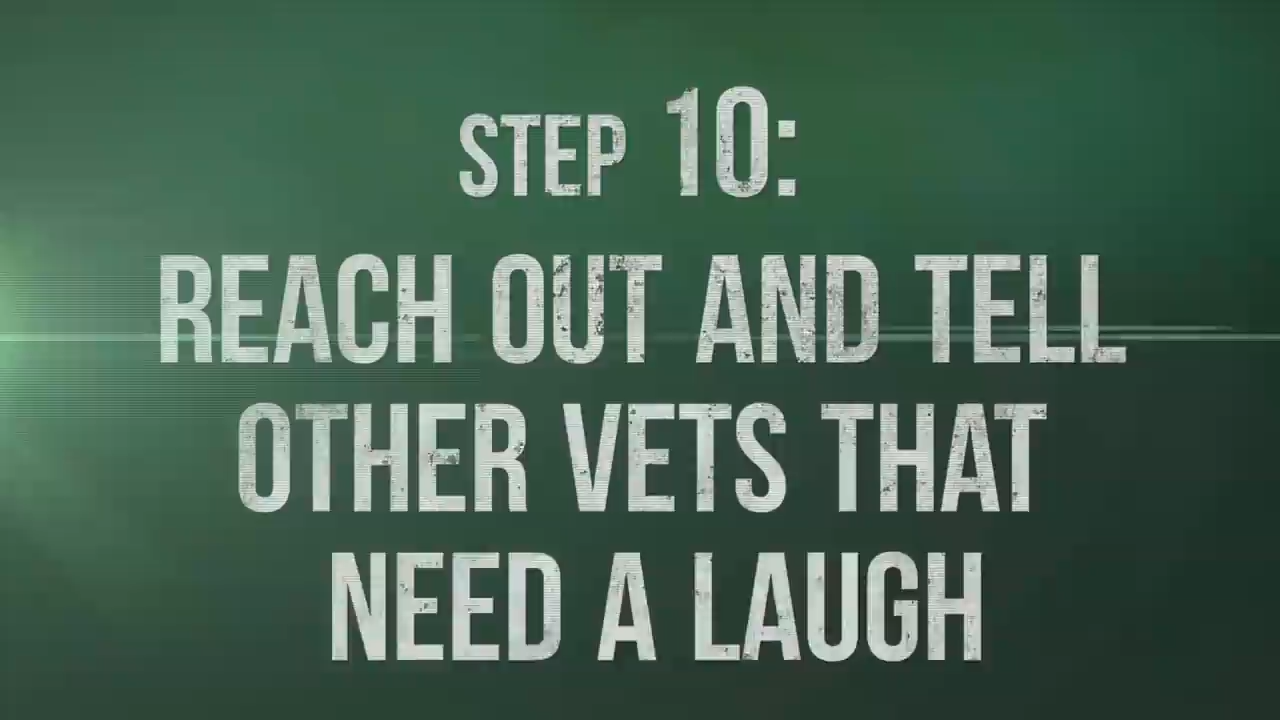 STEP 10:
REACH OUT AND TELL
OTHER VETS THAT
NEED A LAUGH